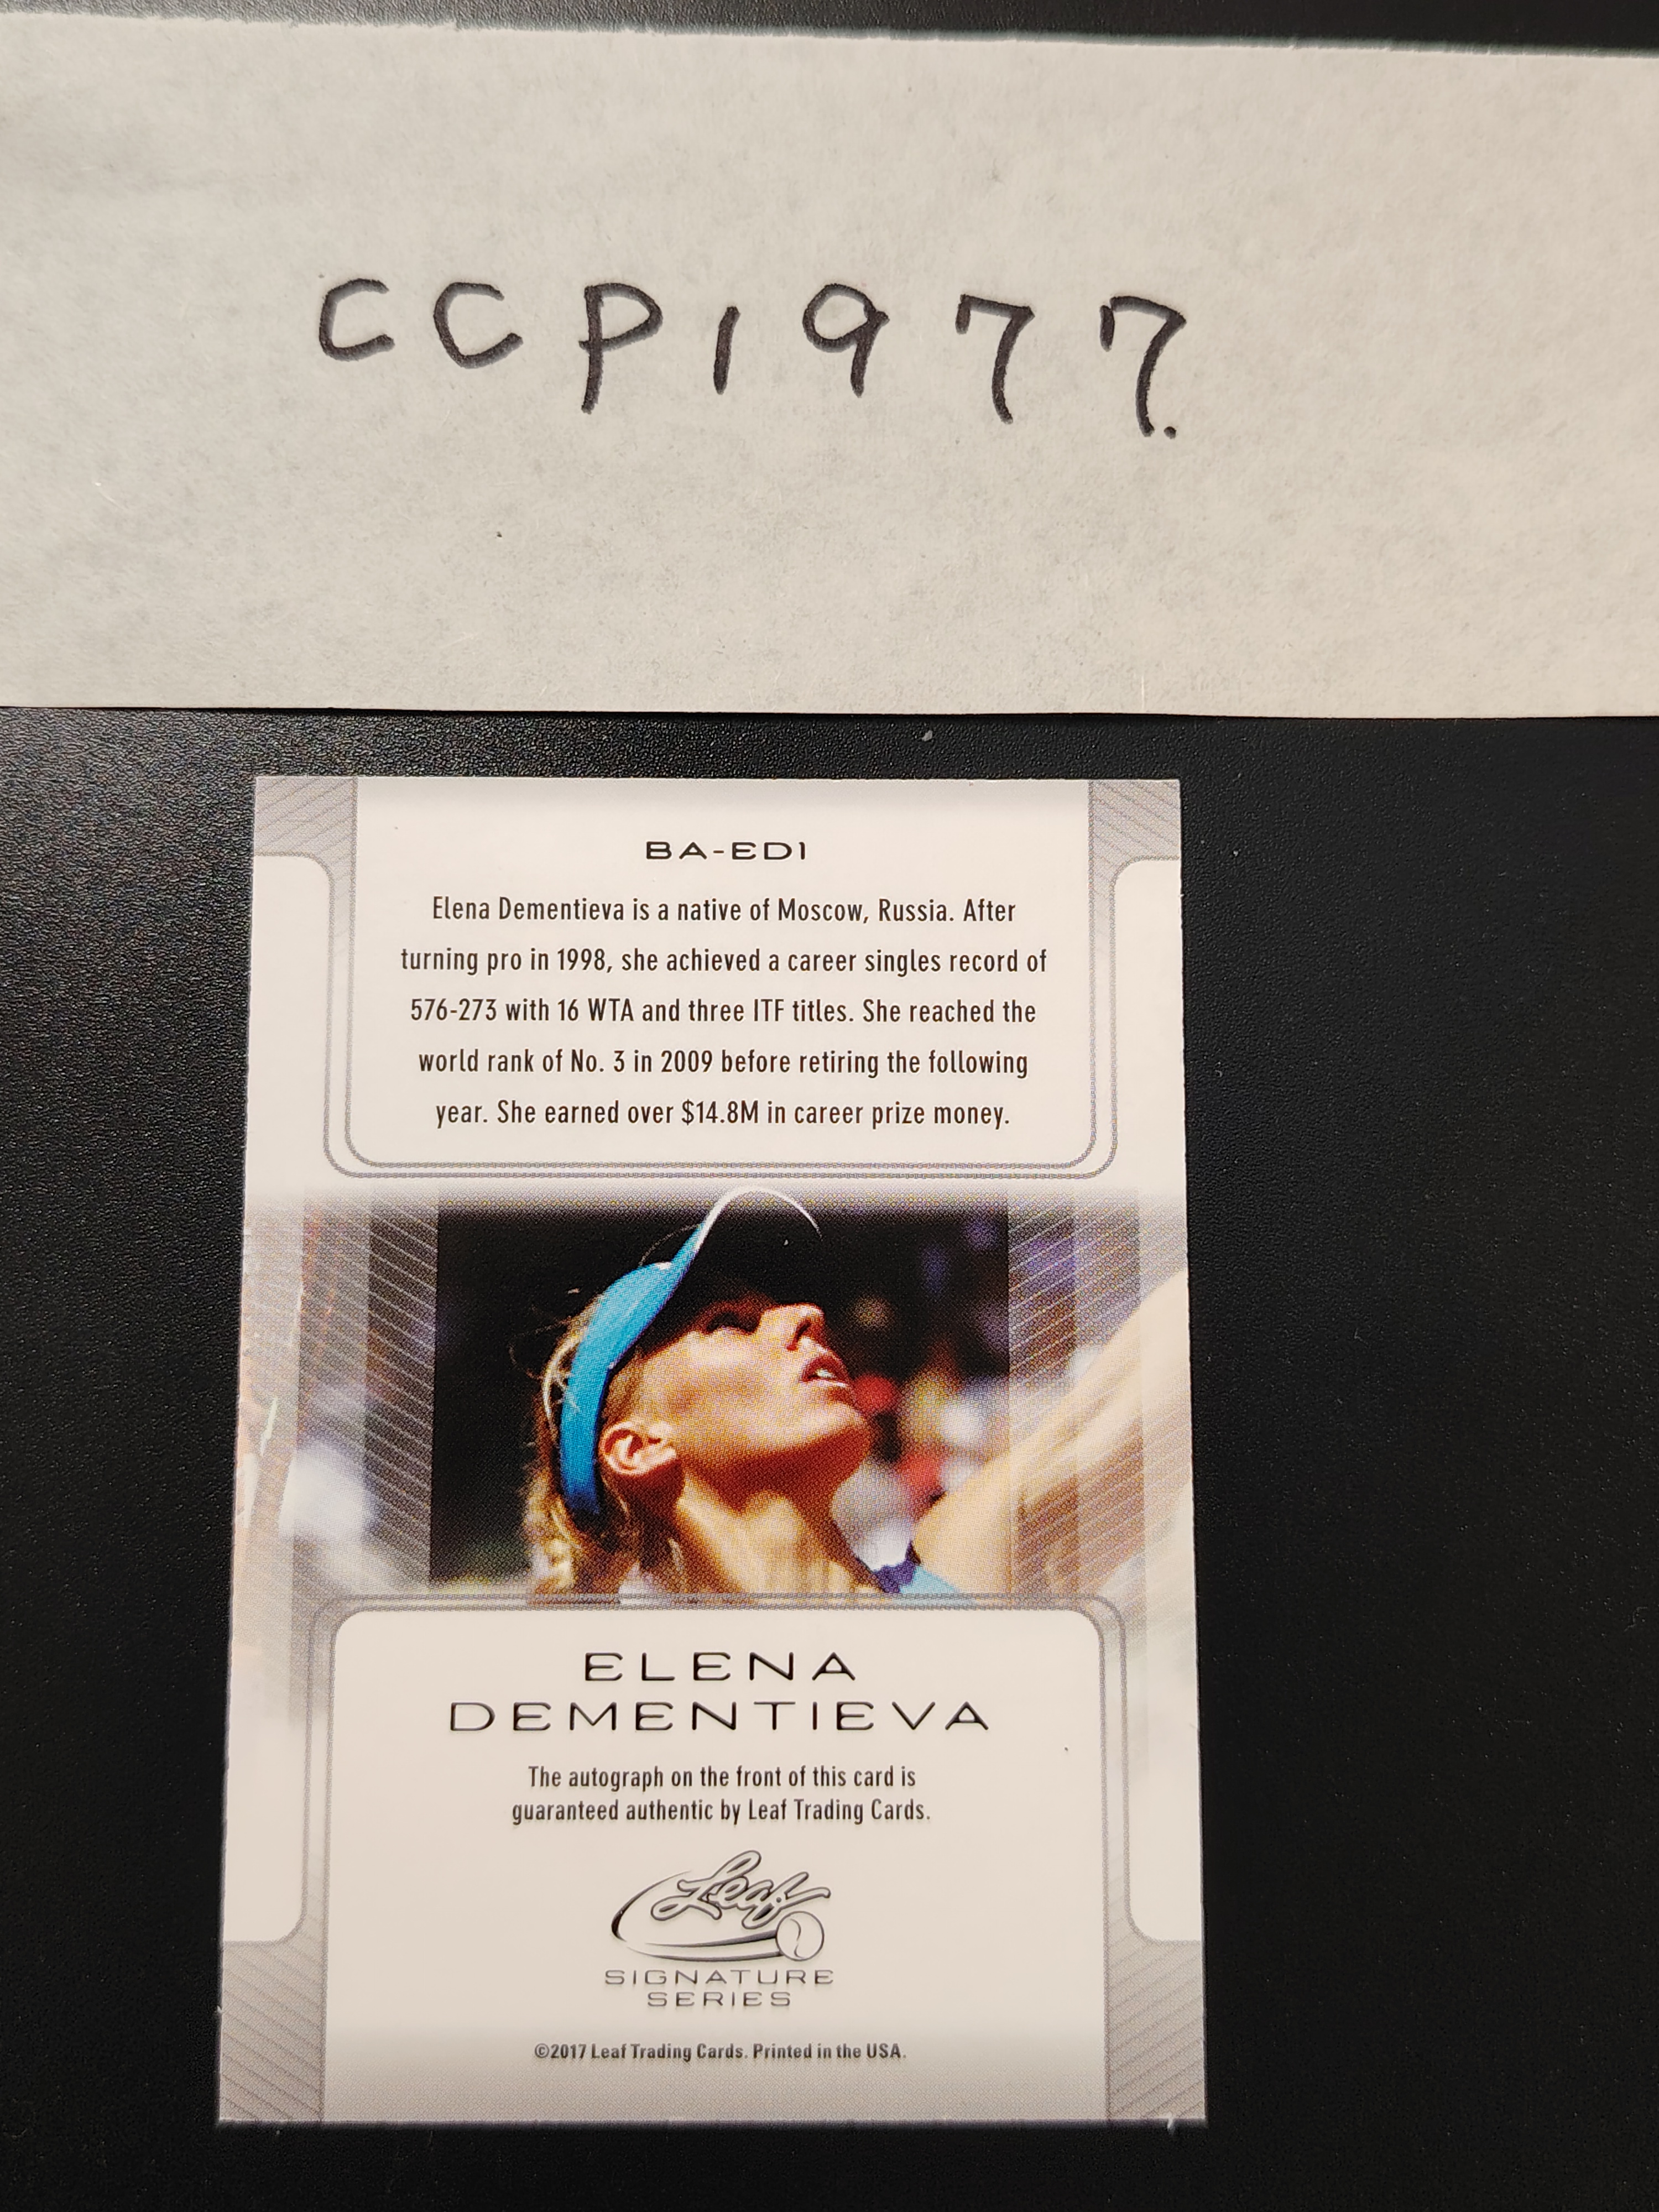 CCP1977.
BA-ED1
Elena Dementieva is a native of Moscow, Russia. After
turning pro in 1998, she achieved a career singles record of
576-273 with 16 WTA and three ITF titles. She reached the
world rank of No. 3 in 2009 before retiring the following
year. She earned over $14.8M in career prize money.
ELENA
DEMENTIEVA
The autograph on the front of this card is
guaranteed authentic by Leaf Trading Cards.
Leaf
SIGNATURE
SERIES
©2017 Leaf Trading Cards. Printed in the USA.